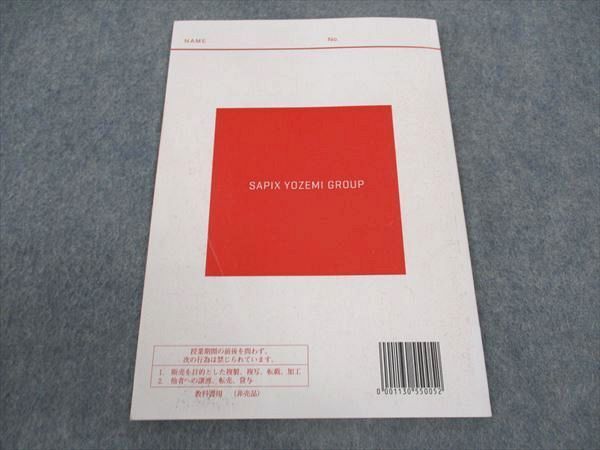 NAME No.
SAPIX YOZEMI GROUP
授業期間の前後を問わず、
次の行為は禁じられています。
1. 販売を目的とした複製、複写、転載、加工
2. 他者への譲渡、転売、貸与
教科書用 (非売品)
0 001130 550052